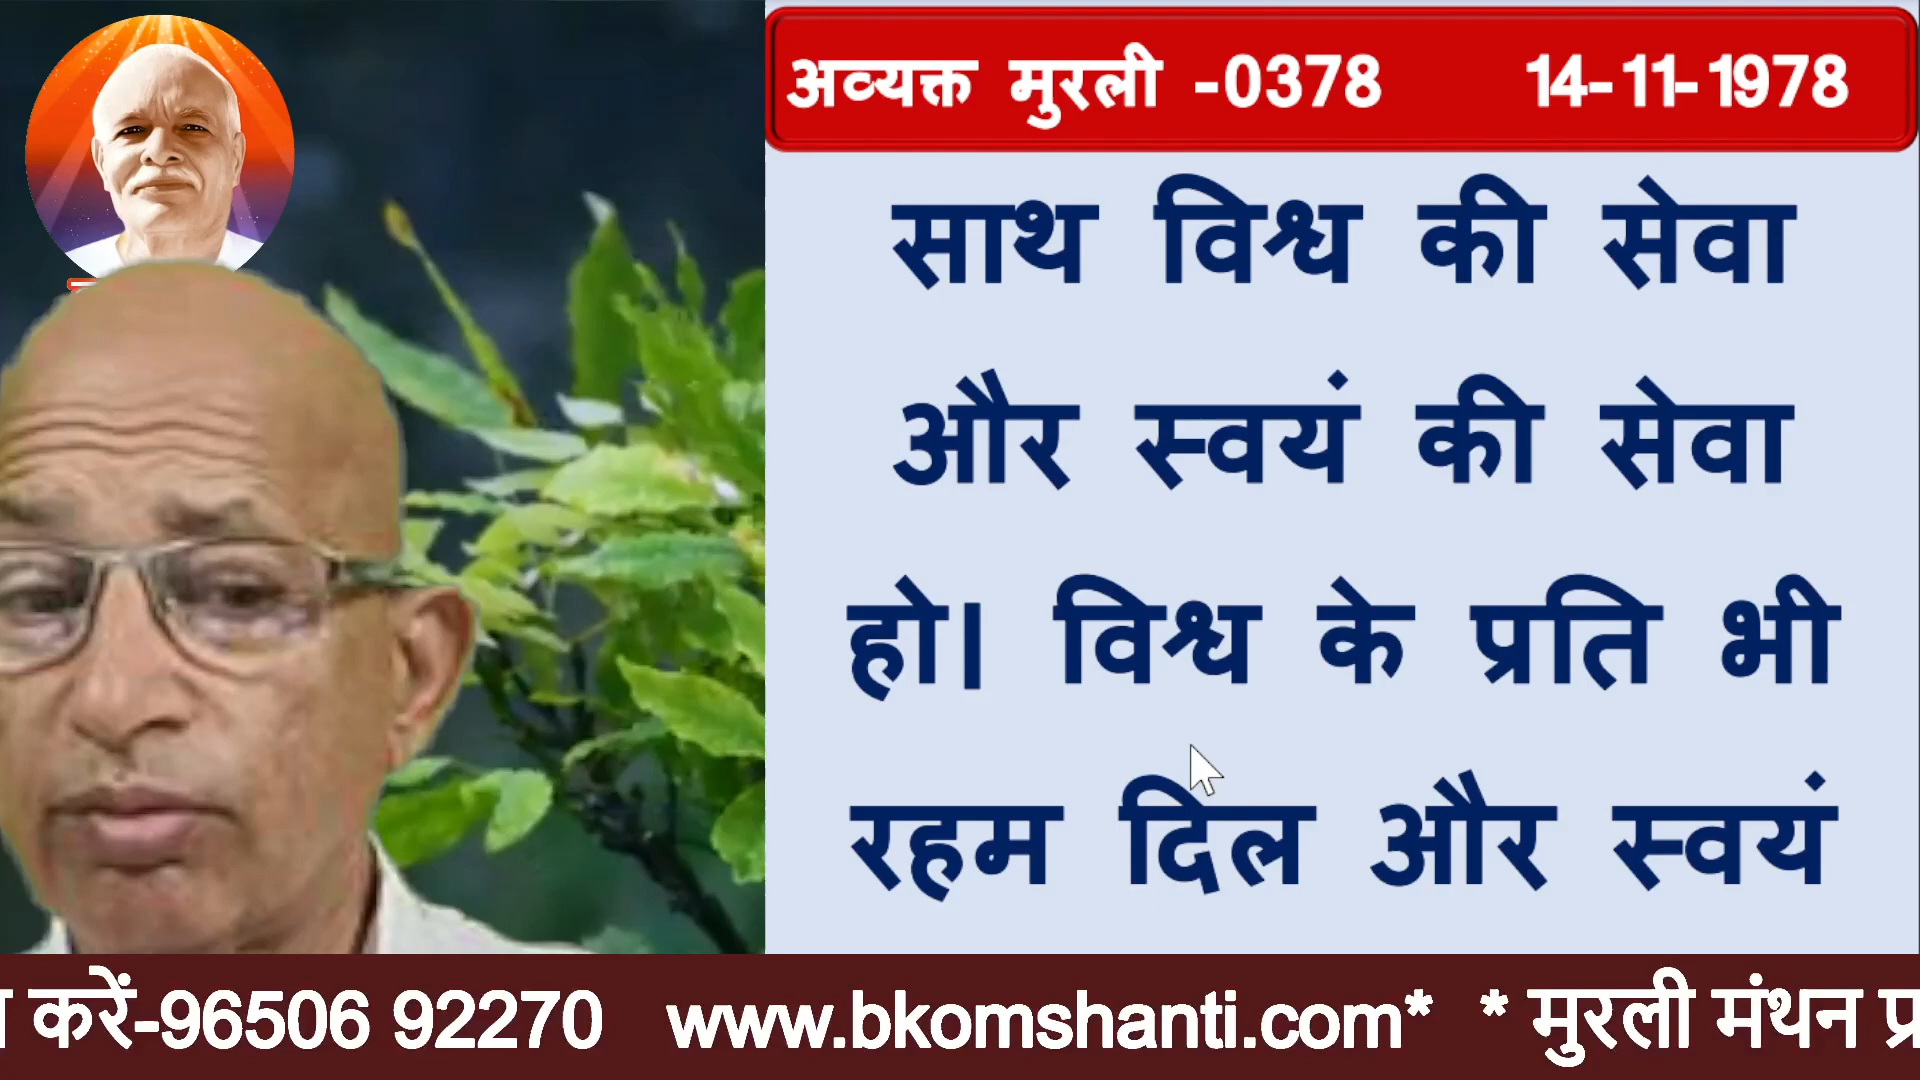 अव्यक्त मुरली -0378 14-11-1978
साथ विश्व की सेवा
और स्वयं की सेवा
हो। विश्व के प्रति भी
रहम दिल और स्वयं
करें-96506 92270 www.bkomshanti.com* * मुरली मंथन प्र